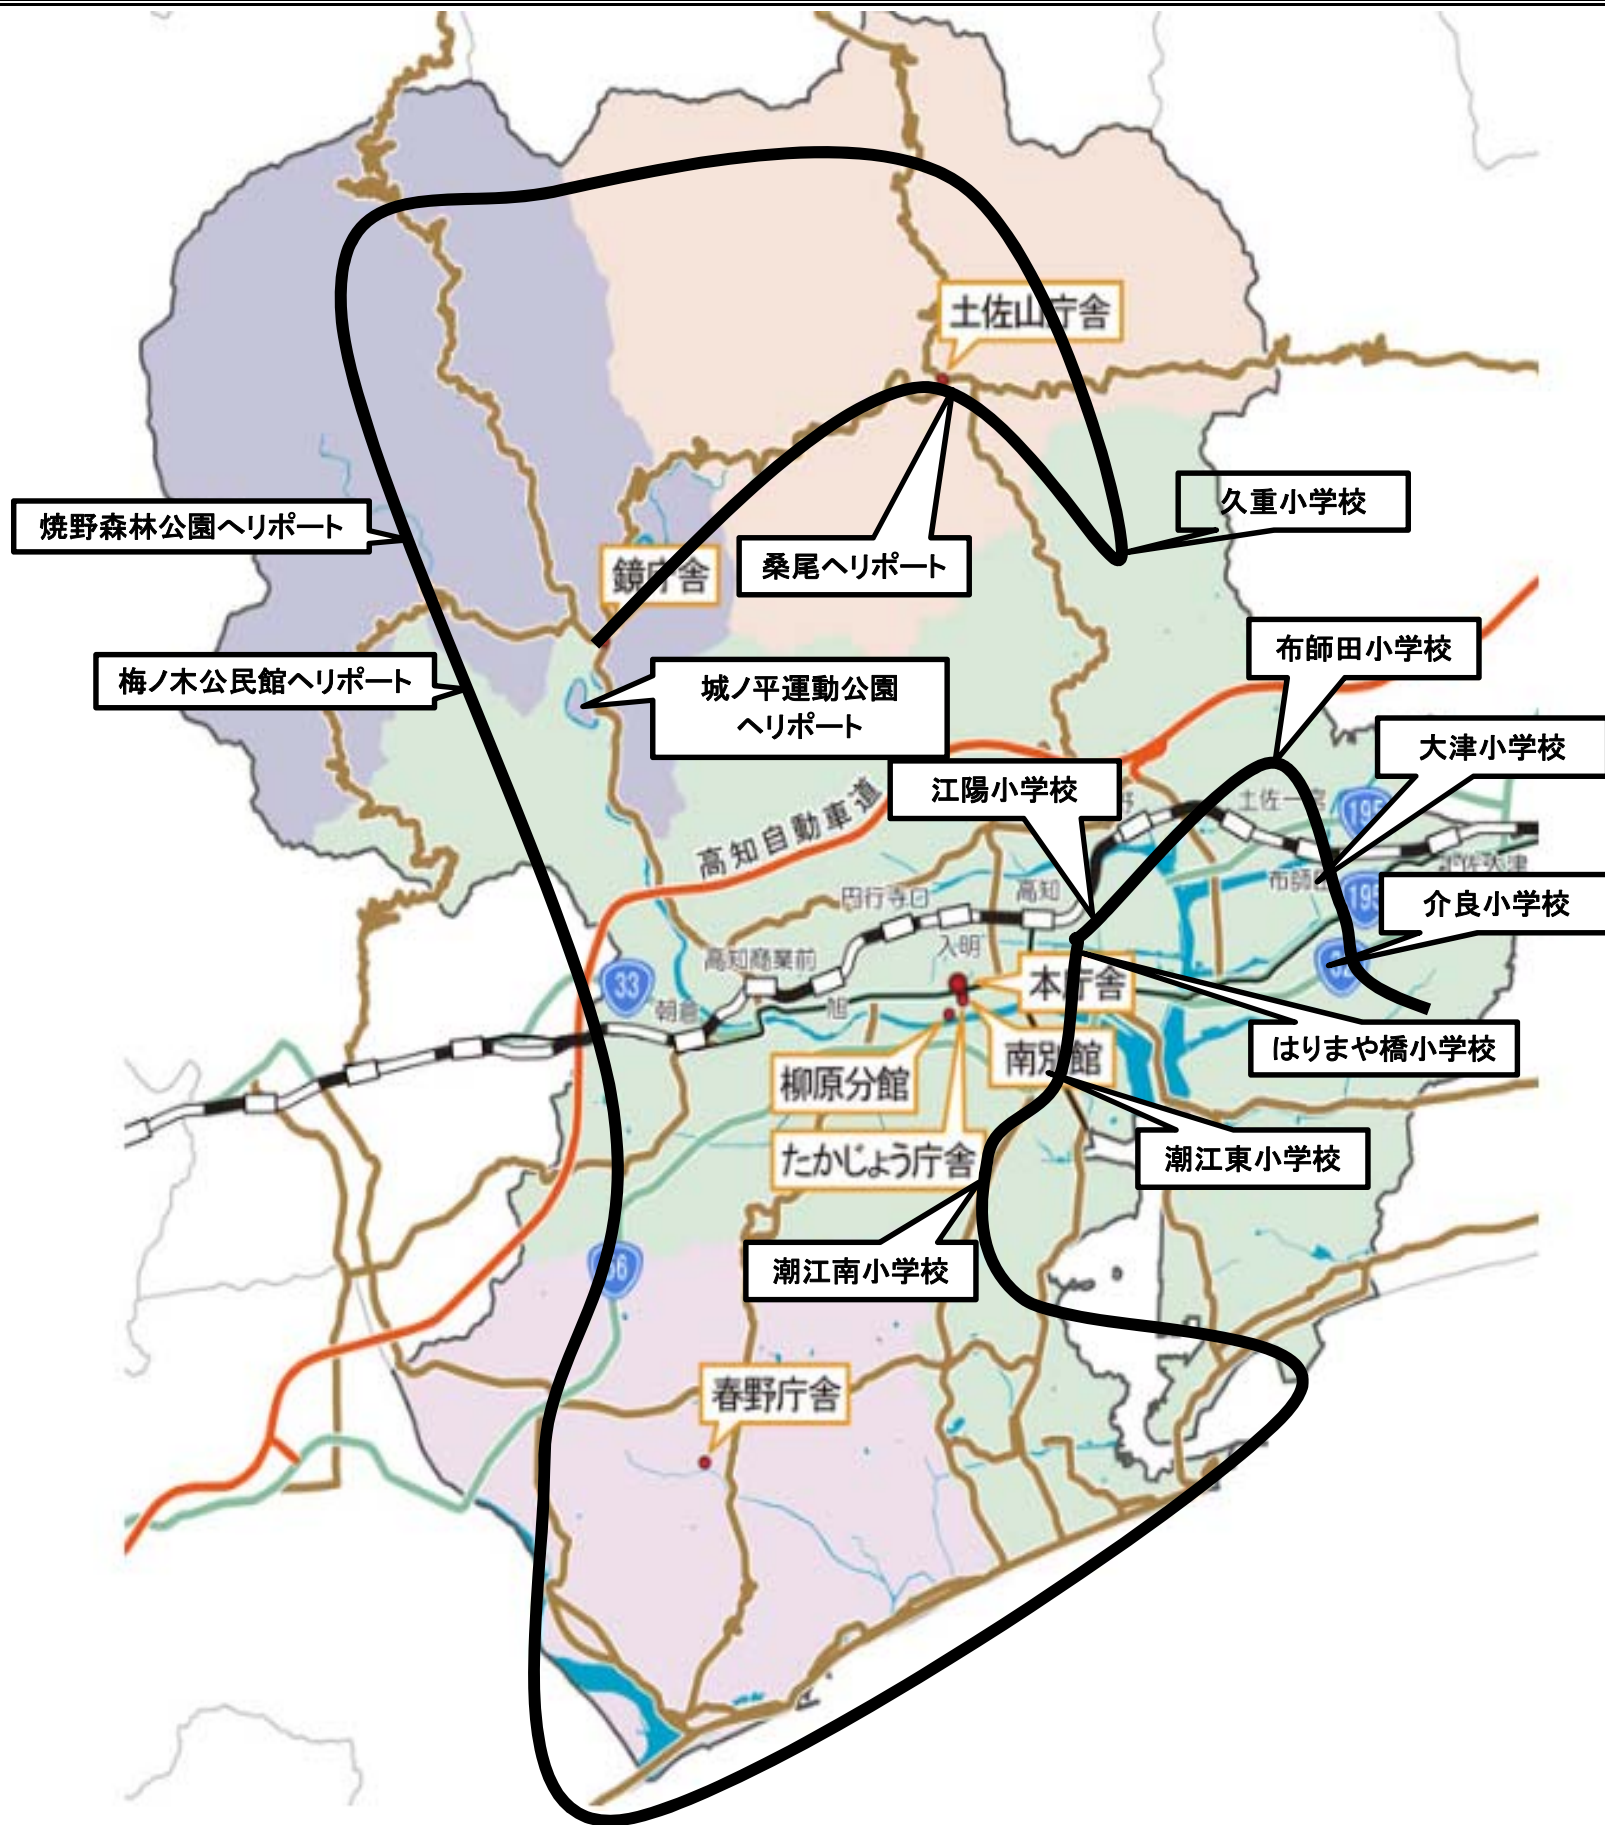 土佐山庁舎
久重小学校
焼野森林公園ヘリポート
桑尾ヘリポート
鏡庁舎
布師田小学校
梅ノ木公民館ヘリポート
城ノ平運動公園
ヘリポート
大津小学校
江陽小学校
土佐一宮
195
高知自動車道
土佐大津
布師田
195
円行寺口
高知
介良小学校
入明
高知商業前
33
本庁舎
朝倉
旭
はりまや橋小学校
南別館
柳原分館
たかじょう庁舎
潮江東小学校
潮江南小学校
56
春野庁舎